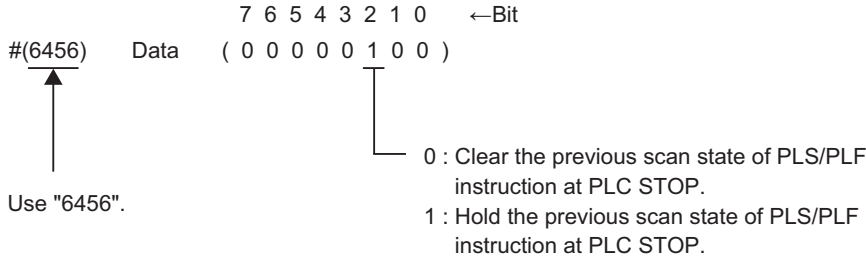 7 6 5 4 3 2 1 0 ←Bit
#(6456) Data ( 0 0 0 0 0 1 0 0 )
0 : Clear the previous scan state of PLS/PLF
instruction at PLC STOP.
Use "6456".
1 : Hold the previous scan state of PLS/PLF
instruction at PLC STOP.